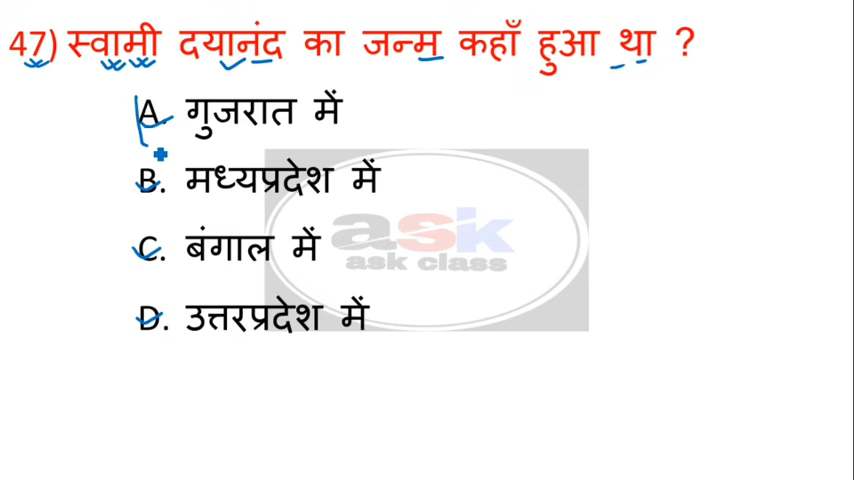 47) स्वामी दयानंद का जन्म कहाँ हुआ था ?
A. गुजरात में
B. मध्यप्रदेश में
C. बंगाल में
D. उत्तरप्रदेश में
ask
ask class